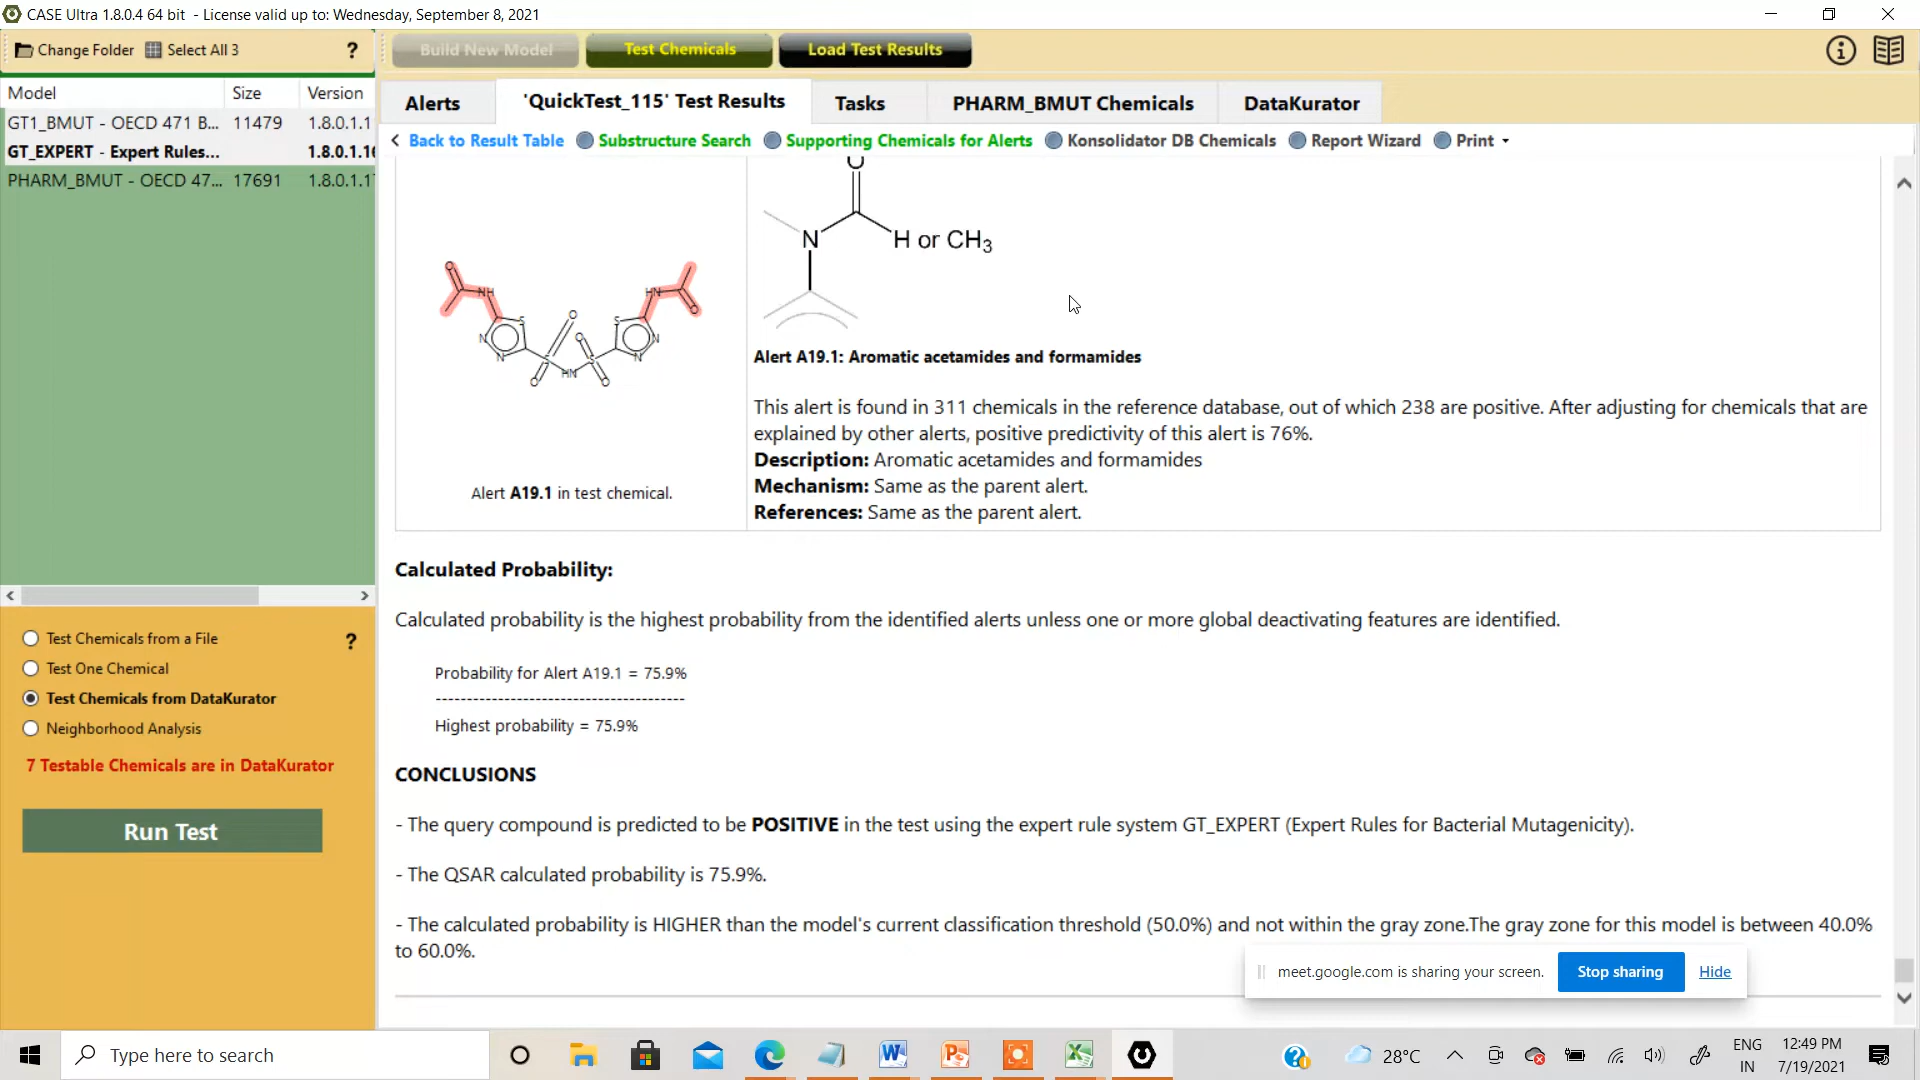 CASE Ultra 1.8.0.4 64 bit - License valid up to: Wednesday, September 8, 2021
Change Folder Select All 3 ?
Build New Model Test Chemicals Load Test Results
Model Size Version
GT1_BMUT - OECD 471 B... 11479 1.8.0.1.1
GT_EXPERT - Expert Rules... 1.8.0.1.16
PHARM_BMUT - OECD 47... 17691 1.8.0.1.1
Alerts 'QuickTest_115' Test Results Tasks PHARM_BMUT Chemicals DataKurator
Back to Result Table Substructure Search Supporting Chemicals for Alerts Konsolidator DB Chemicals Report Wizard Print
O
N H or CH3
O NH HN O
S O S
N N O N N
S S
O HN O
Alert A19.1 in test chemical.
Alert A19.1: Aromatic acetamides and formamides
This alert is found in 311 chemicals in the reference database, out of which 238 are positive. After adjusting for chemicals that are
explained by other alerts, positive predictivity of this alert is 76%.
Description: Aromatic acetamides and formamides
Mechanism: Same as the parent alert.
References: Same as the parent alert.
Calculated Probability:
Calculated probability is the highest probability from the identified alerts unless one or more global deactivating features are identified.
Probability for Alert A19.1 = 75.9%
----------------------------------------
Highest probability = 75.9%
CONCLUSIONS
- The query compound is predicted to be POSITIVE in the test using the expert rule system GT_EXPERT (Expert Rules for Bacterial Mutagenicity).
- The QSAR calculated probability is 75.9%.
- The calculated probability is HIGHER than the model's current classification threshold (50.0%) and not within the gray zone.The gray zone for this model is between 40.0%
to 60.0%.
Test Chemicals from a File ?
Test One Chemical
Test Chemicals from DataKurator
Neighborhood Analysis
7 Testable Chemicals are in DataKurator
Run Test
meet.google.com is sharing your screen. Stop sharing Hide
Type here to search
28°C
ENG
IN
12:49 PM
7/19/2021